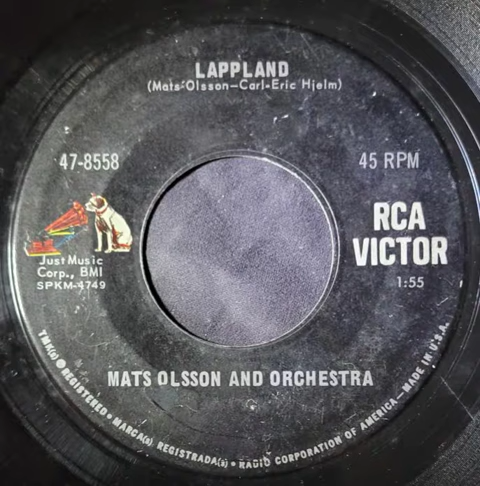 LAPPLAND
(Mats Olsson—Carl-Eric Hjelm)
47-8558
45 RPM
RCA
VICTOR
Just Music
Corp., BMI
SPKM-4749
1:55
MATS OLSSON AND ORCHESTRA
TMK(s) ® REGISTERED • MARCA(s) REGISTRADA(s) • RADIO CORPORATION OF AMERICA—MADE IN U.S.A.